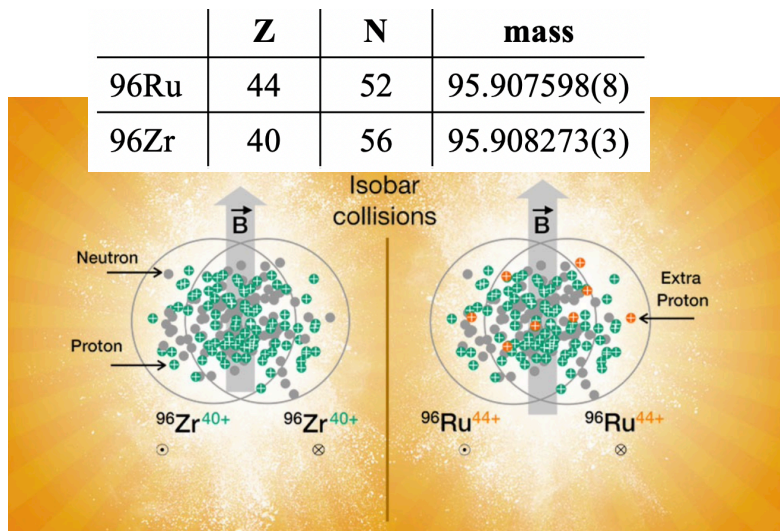 Z N mass
96Ru 44 52 95.907598(8)
96Zr 40 56 95.908273(3)
Isobar
collisions
B B
Neutron
Extra
Proton
Proton
96Zr40+ 96Zr40+ 96Ru44+ 96Ru44+